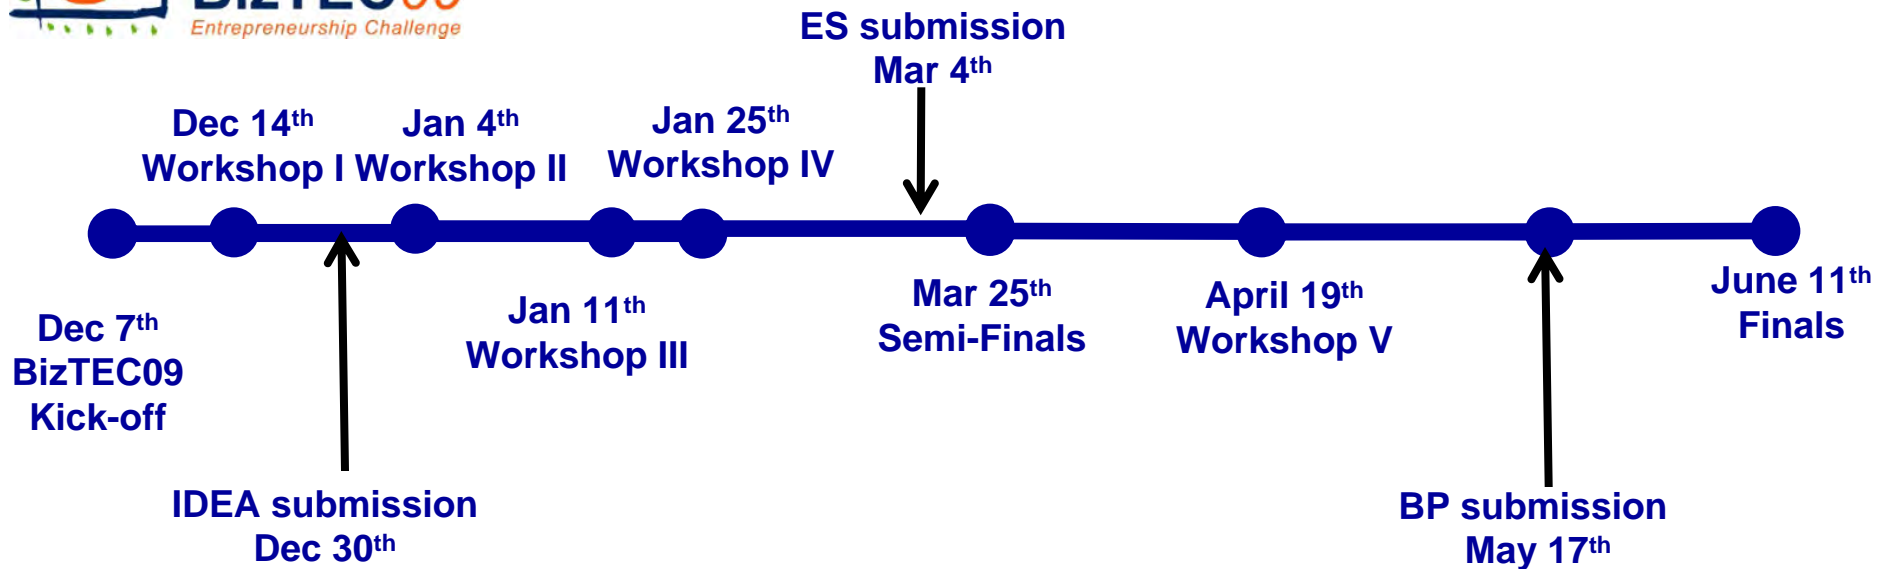 Entrepreneurship Challenge
ES submission
Mar 4th
Dec 14th
Workshop I
Jan 4th
Workshop II
Jan 25th
Workshop IV
Dec 7th
BizTEC09
Kick-off
Jan 11th
Workshop III
Mar 25th
Semi-Finals
April 19th
Workshop V
June 11th
Finals
IDEA submission
Dec 30th
BP submission
May 17th